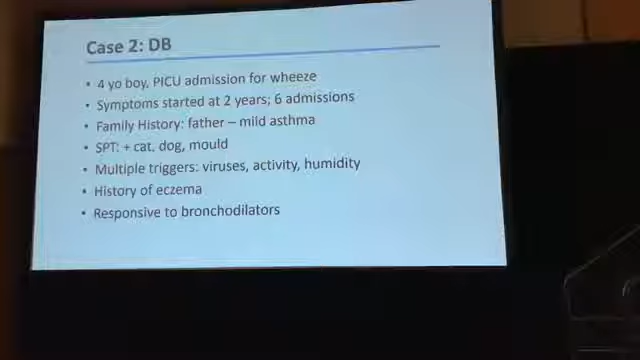 Case 2: DB
• 4 yo boy, PICU admission for wheeze
• Symptoms started at 2 years; 6 admissions
• Family History: father – mild asthma
• SPT: + cat, dog, mould
• Multiple triggers: viruses, activity, humidity
• History of eczema
• Responsive to bronchodilators